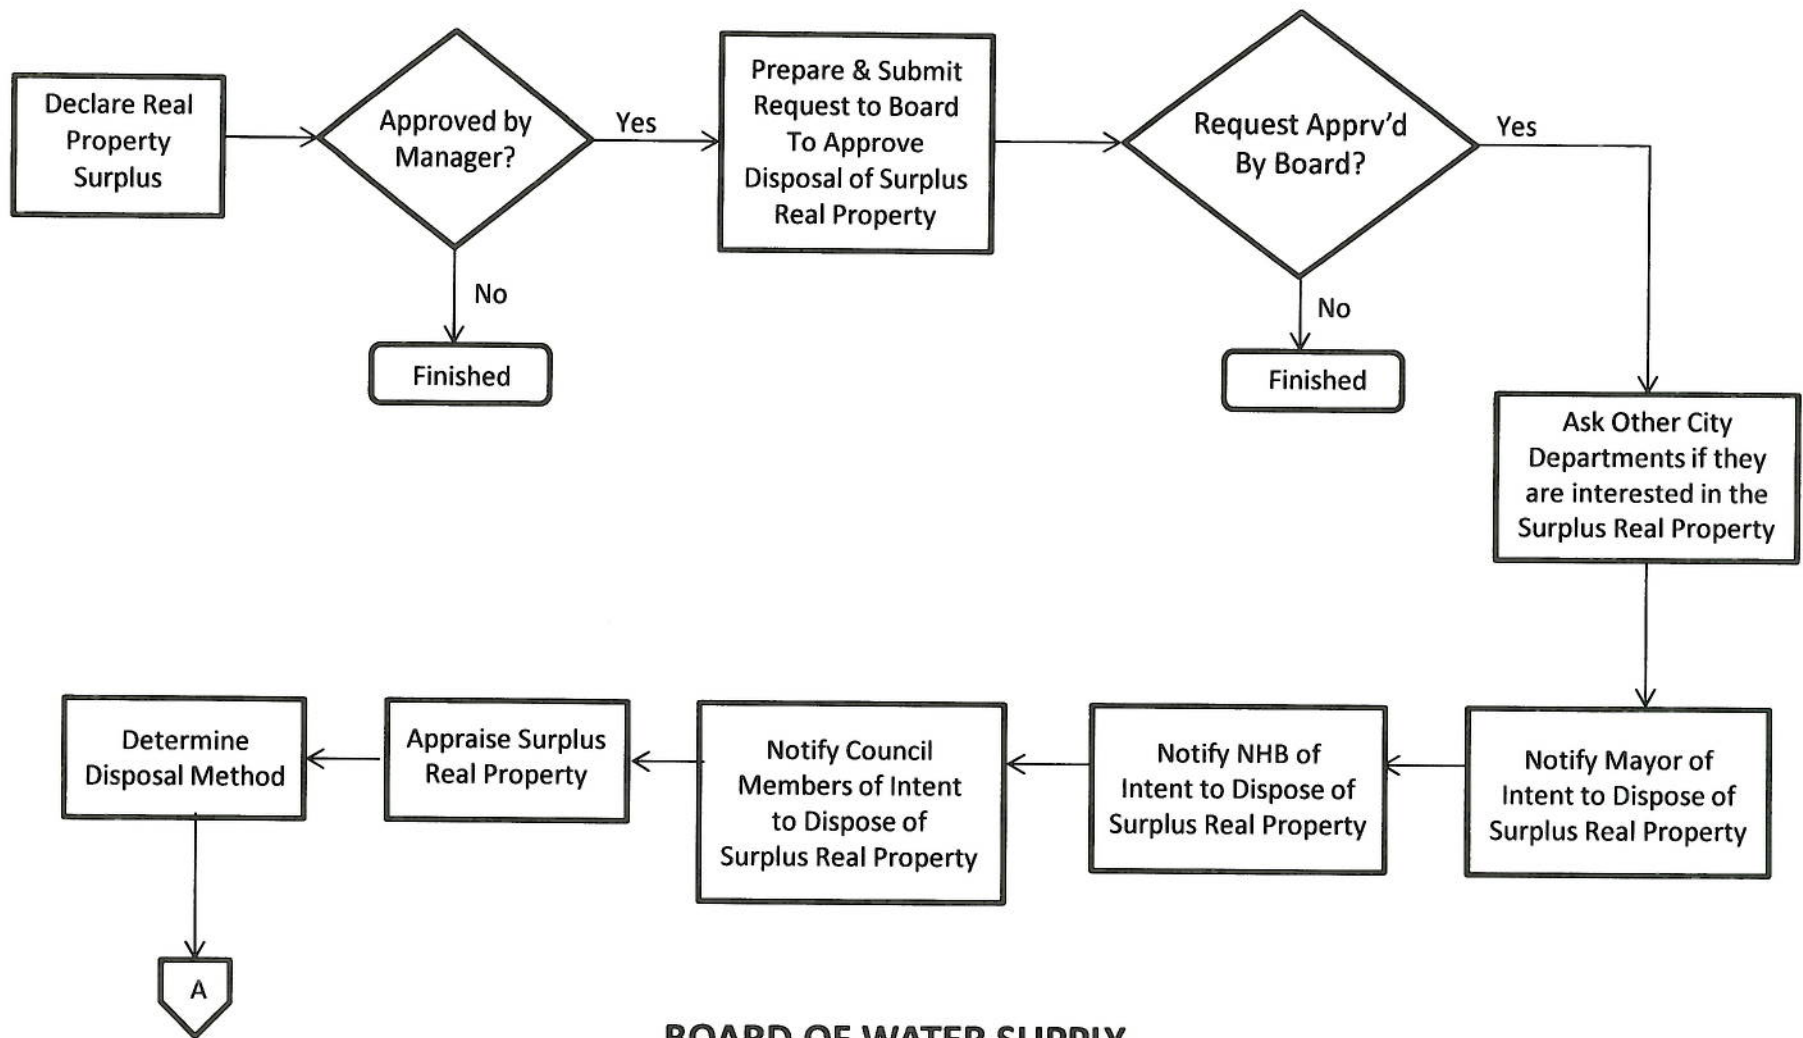 Declare Real
Property
Surplus
Approved by
Manager?
Yes
No
Finished
Prepare & Submit
Request to Board
To Approve
Disposal of Surplus
Real Property
Request Apprv'd
By Board?
Yes
No
Finished
Ask Other City
Departments if they
are interested in the
Surplus Real Property
Notify Mayor of
Intent to Dispose of
Surplus Real Property
Notify NHB of
Intent to Dispose of
Surplus Real Property
Notify Council
Members of Intent
to Dispose of
Surplus Real Property
Appraise Surplus
Real Property
Determine
Disposal Method
A
BOARD OF WATER SUPPLY